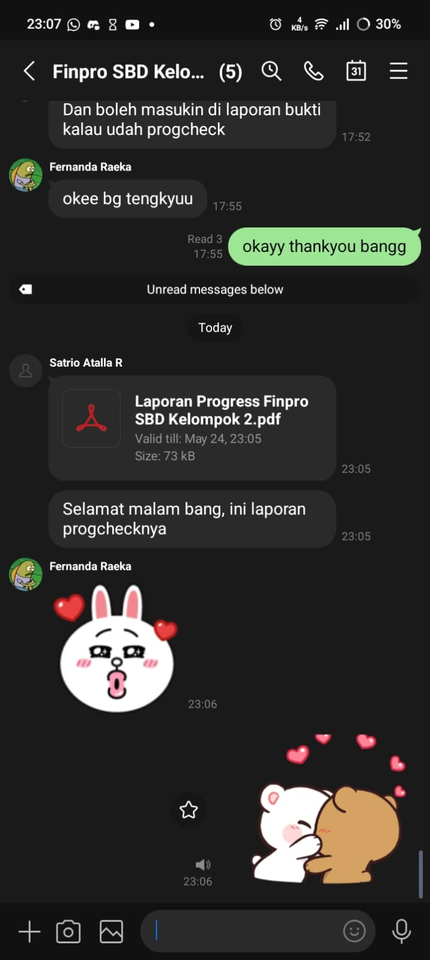 23:07
4
KB/s
30%
Finpro SBD Kelo... (5)
31
Dan boleh masukin di laporan bukti
kalau udah progcheck
17:52
Fernanda Raeka
okee bg tengkyuu
17:55
Read 3
17:55
okayy thankyou bangg
Unread messages below
Today
Satrio Atalla R
Laporan Progress Finpro
SBD Kelompok 2.pdf
Valid till: May 24, 23:05
Size: 73 kB
23:05
Selamat malam bang, ini laporan
progchecknya
23:05
Fernanda Raeka
23:06
23:06